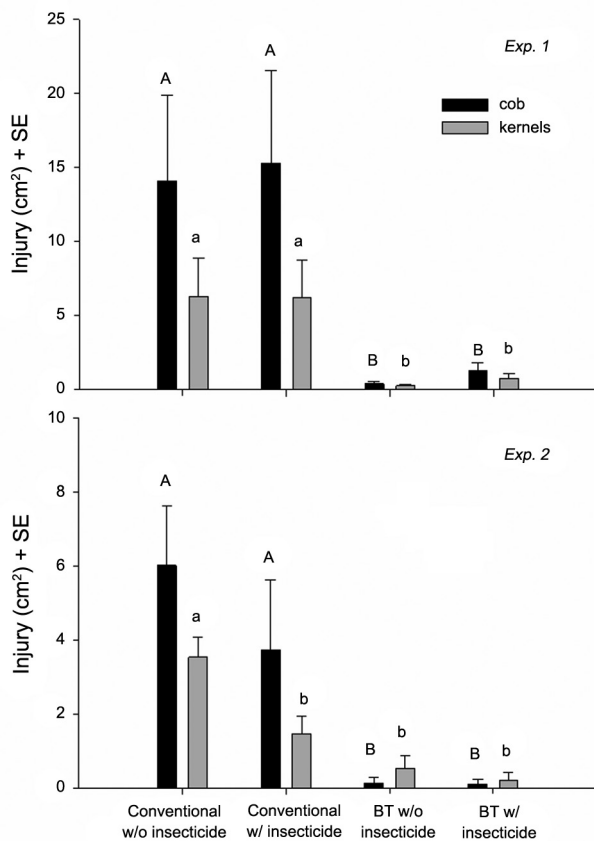 25
Exp. 1
A
A
cob
kernels
20
15
Injury (cm²) + SE
a
a
10
5
B
b
B
b
0
10
Exp. 2
A
8
A
6
Injury (cm²) + SE
a
4
b
2
b
B
B
b
0
Conventional
w/o insecticide
Conventional
w/ insecticide
BT w/o
insecticide
BT w/
insecticide